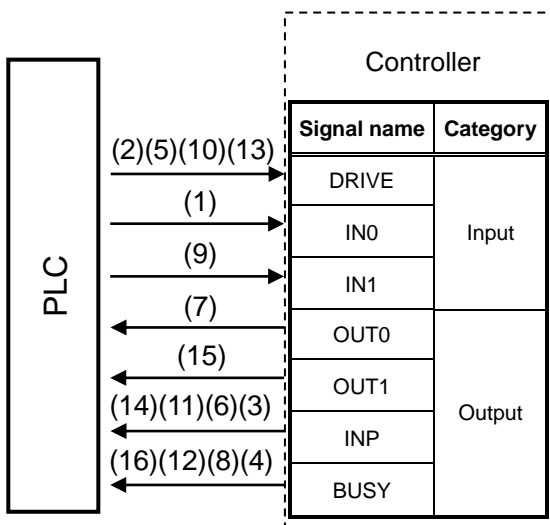 Controller
Signal name Category
(2)(5)(10)(13)
DRIVE
(1)
IN0
Input
(9)
IN1
PLC
(7)
OUT0
(15)
OUT1
(14)(11)(6)(3)
INP
Output
(16)(12)(8)(4)
BUSY